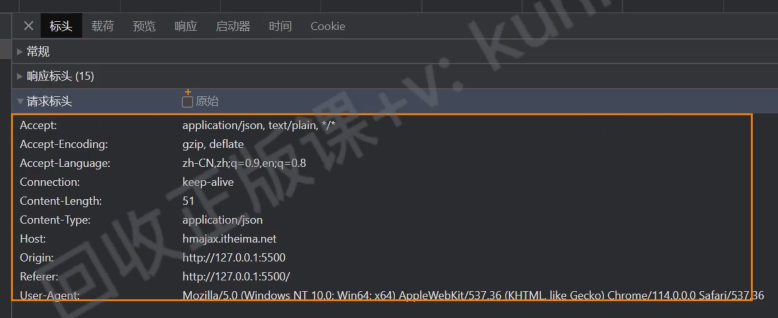 标头 载荷 预览 响应 启动器 时间 Cookie
常规
响应标头 (15)
请求标头 原始
Accept: application/json, text/plain, */*
Accept-Encoding: gzip, deflate
Accept-Language: zh-CN,zh;q=0.9,en;q=0.8
Connection: keep-alive
Content-Length: 51
Content-Type: application/json
Host: hmajax.itheima.net
Origin: http://127.0.0.1:5500
Referer: http://127.0.0.1:5500/
User-Agent: Mozilla/5.0 (Windows NT 10.0; Win64; x64) AppleWebKit/537.36 (KHTML, like Gecko) Chrome/114.0.0.0 Safari/537.36
回收正版课+v: